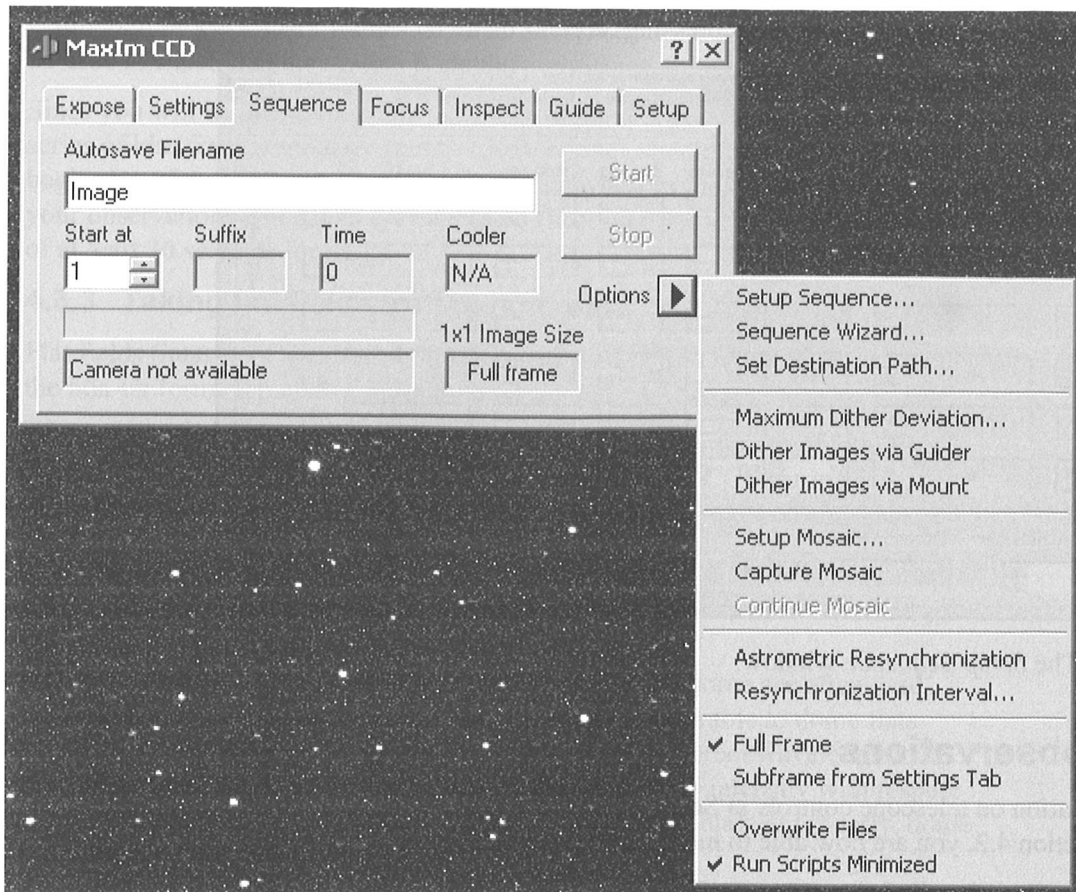 MaxIm CCD
? X
Expose Settings Sequence Focus Inspect Guide Setup
Autosave Filename
Image
Start
Stop
Start at Suffix Time Cooler
1 0 N/A
Options
1x1 Image Size
Camera not available
Full frame
Setup Sequence...
Sequence Wizard...
Set Destination Path...
Maximum Dither Deviation...
Dither Images via Guider
Dither Images via Mount
Setup Mosaic...
Capture Mosaic
Continue Mosaic
Astrometric Resynchronization
Resynchronization Interval...
Full Frame
Subframe from Settings Tab
Overwrite Files
Run Scripts Minimized